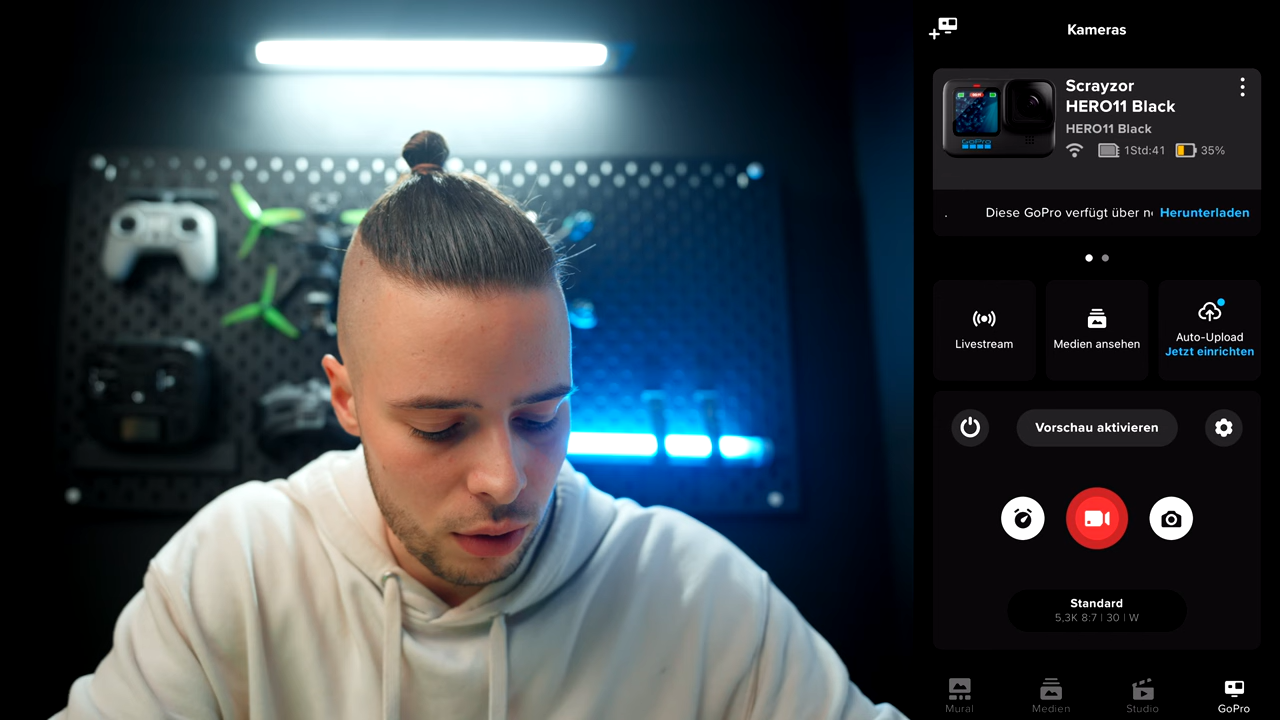 Kameras
Scrayzor
HERO11 Black
HERO11 Black
1Std:41
35%
. Diese GoPro verfügt über
Herunterladen
Livestream
Medien ansehen
Auto-Upload
Jetzt einrichten
Vorschau aktivieren
Standard
5,3K 8:7 | 30 | W
Mural
Medien
Studio
GoPro